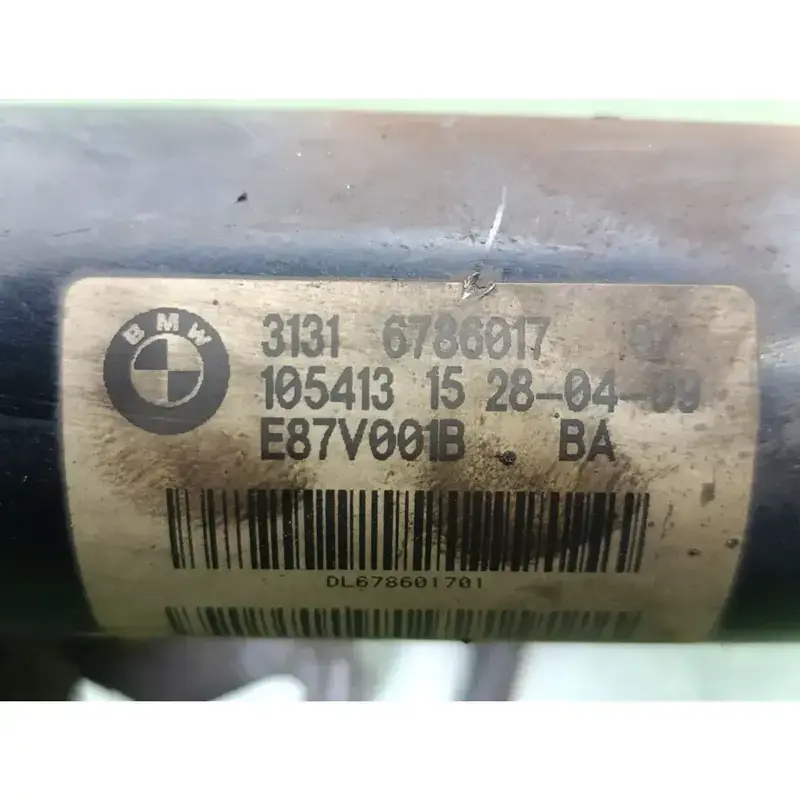 BMW
3131 6786017
105413 15 28-04-09
E87V001B BA
DL678601701